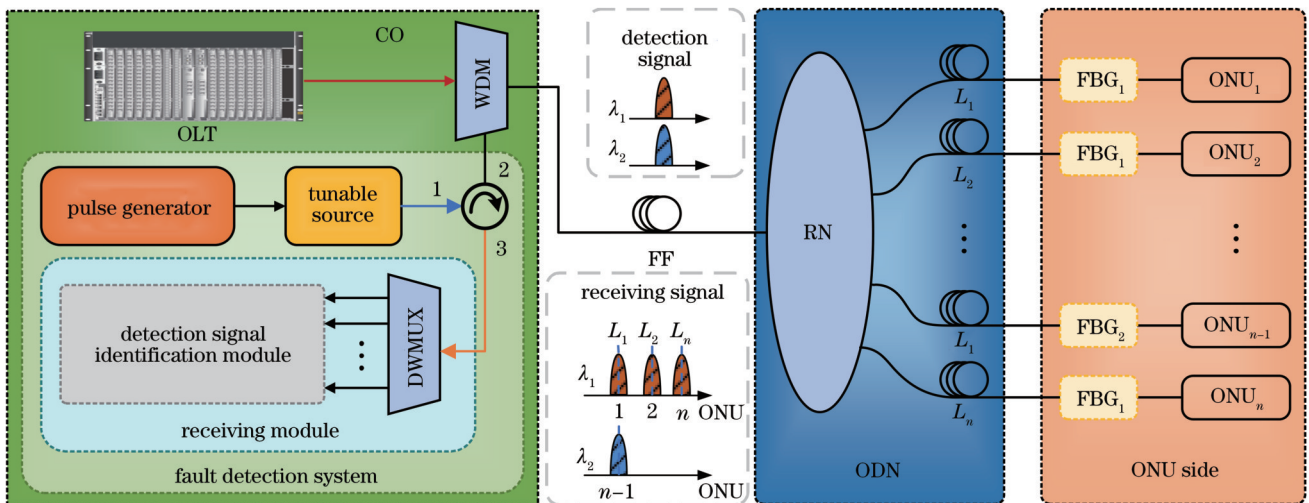 CO
OLT
WDM
pulse generator
tunable
source
1
2
3
DWMUX
detection signal
identification module
receiving module
fault detection system
detection
signal
λ1
λ2
FF
receiving signal
L1 L2 Ln
λ1
1 2 n ONU
λ2
n−1 ONU
RN
L1
L2
L1
Ln
ODN
FBG1 ONU1
FBG1 ONU2
FBG2 ONUn−1
FBG1 ONUn
ONU side